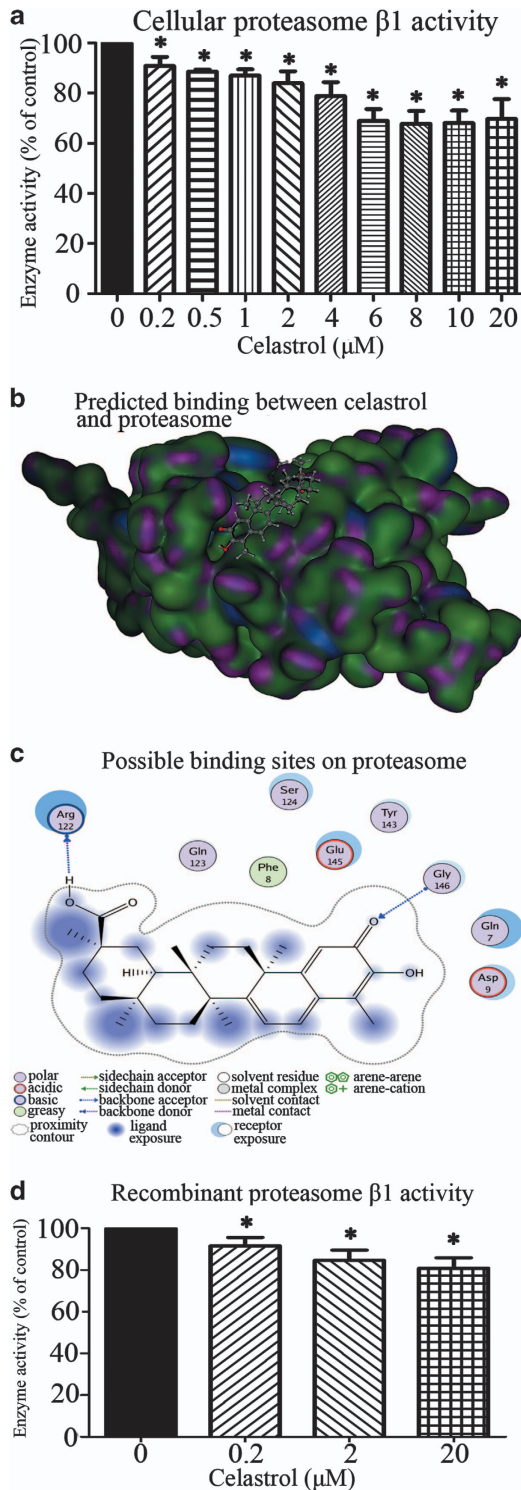 a
Cellular proteasome β1 activity
Enzyme activity (% of control)
100
80
60
40
20
0
* * * * * * * * *
0 0.2 0.5 1 2 4 6 8 10 20
Celastrol (μM)
b
Predicted binding between celastrol
and proteasome
c
Possible binding sites on proteasome
Arg
122
Ser
124
Tyr
143
Gln
123
Phe
8
Glu
145
Gly
146
Gln
7
Asp
9
H
O
O
H
O
OH
polar sidechain acceptor solvent residue arene-arene
acidic sidechain donor metal complex arene-cation
basic backbone acceptor solvent contact
greasy backbone donor metal contact
proximity ligand receptor
contour exposure exposure
d
Recombinant proteasome β1 activity
Enzyme activity (% of control)
100
80
60
40
20
0
* * *
0 0.2 2 20
Celastrol (μM)